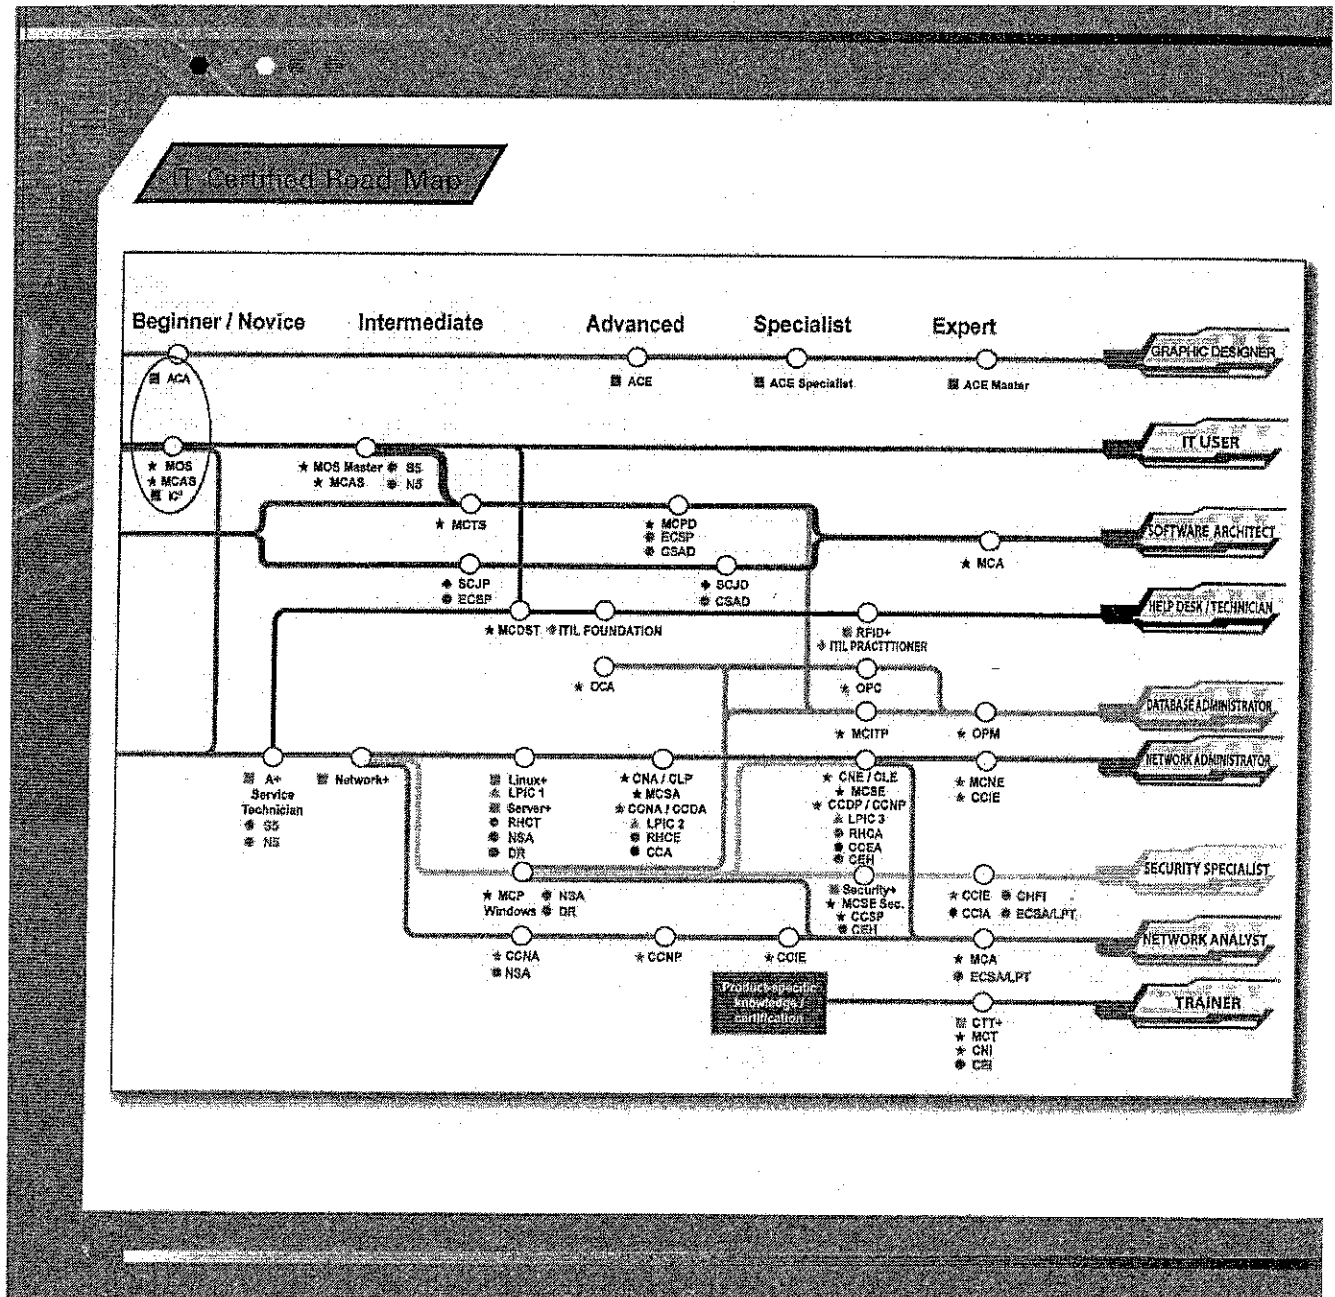 IT Certified Road Map
Beginner / Novice Intermediate Advanced Specialist Expert
GRAPHIC DESIGNER
ACA ACE ACE Specialist ACE Master
IT USER
MOS
MCAS
IC³
MOS Master S5
MCAS N5
SOFTWARE ARCHITECT
MCTS
MCPD
ECSP
GSAD
MCA
SCJP
ECSP
SCJD
CSAD
HELP DESK / TECHNICIAN
MCDST ITIL FOUNDATION
RFID+
ITIL PRACTITIONER
OCA OPC
DATABASE ADMINISTRATOR
MCITP OPM
NETWORK ADMINISTRATOR
A+
Service
Technician
S5
N5
Network+
Linux+
LPIC 1
Server+
RHCT
NSA
DR
CNA / CLP
MCSA
CCNA / CCDA
LPIC 2
RHCE
CCA
CNE / CLE
MCSE
CCDP / CCNP
LPIC 3
RHCA
CCEA
CEH
MCNE
CCIE
SECURITY SPECIALIST
MCP NSA
Windows DR
Security+
MCSE Sec.
CCSP
CEH
CCIE CHFI
CCIA ECSA/LPT
NETWORK ANALYST
CCNA
NSA
CCNP
CCIE
MCA
ECSA/LPT
Product-specific
knowledge /
certification
TRAINER
CTT+
MCT
CNI
CEI